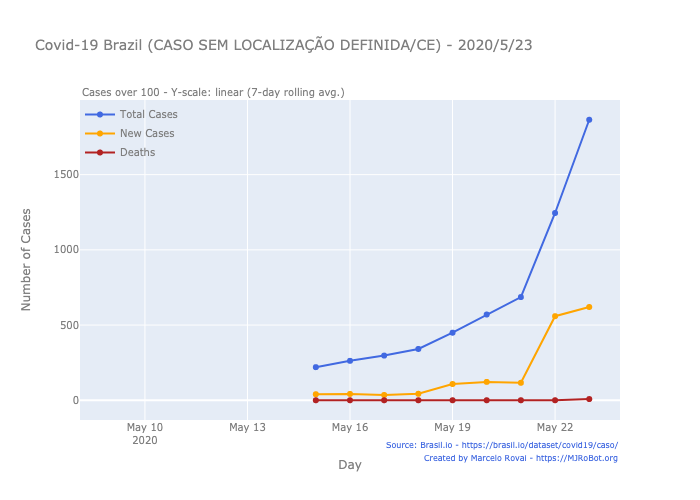 Covid-19 Brazil (CASO SEM LOCALIZAÇÃO DEFINIDA/CE) - 2020/5/23
Cases over 100 - Y-scale: linear (7-day rolling avg.)
Total Cases
New Cases
Deaths
1500
1000
500
0
Number of Cases
May 10
2020
May 13
May 16
May 19
May 22
Day
Source: Brasil.io - https://brasil.io/dataset/covid19/caso/
Created by Marcelo Rovai - https://MJRoBot.org